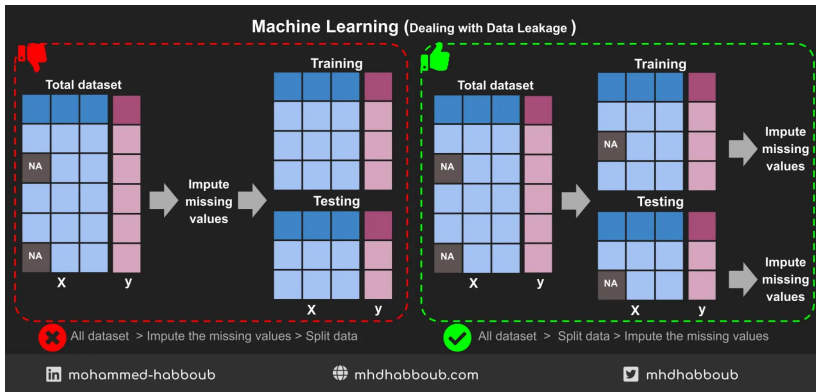 Machine Learning (Dealing with Data Leakage )
Total dataset
NA
NA
X
y
Impute
missing
values
Training
Testing
X
y
All dataset > Impute the missing values > Split data
Total dataset
NA
NA
X
y
Training
NA
Impute
missing
values
Testing
NA
Impute
missing
values
X
y
All dataset > Split data > Impute the missing values
in mohammed-habboub
mhdhabboub.com
mhdhabboub